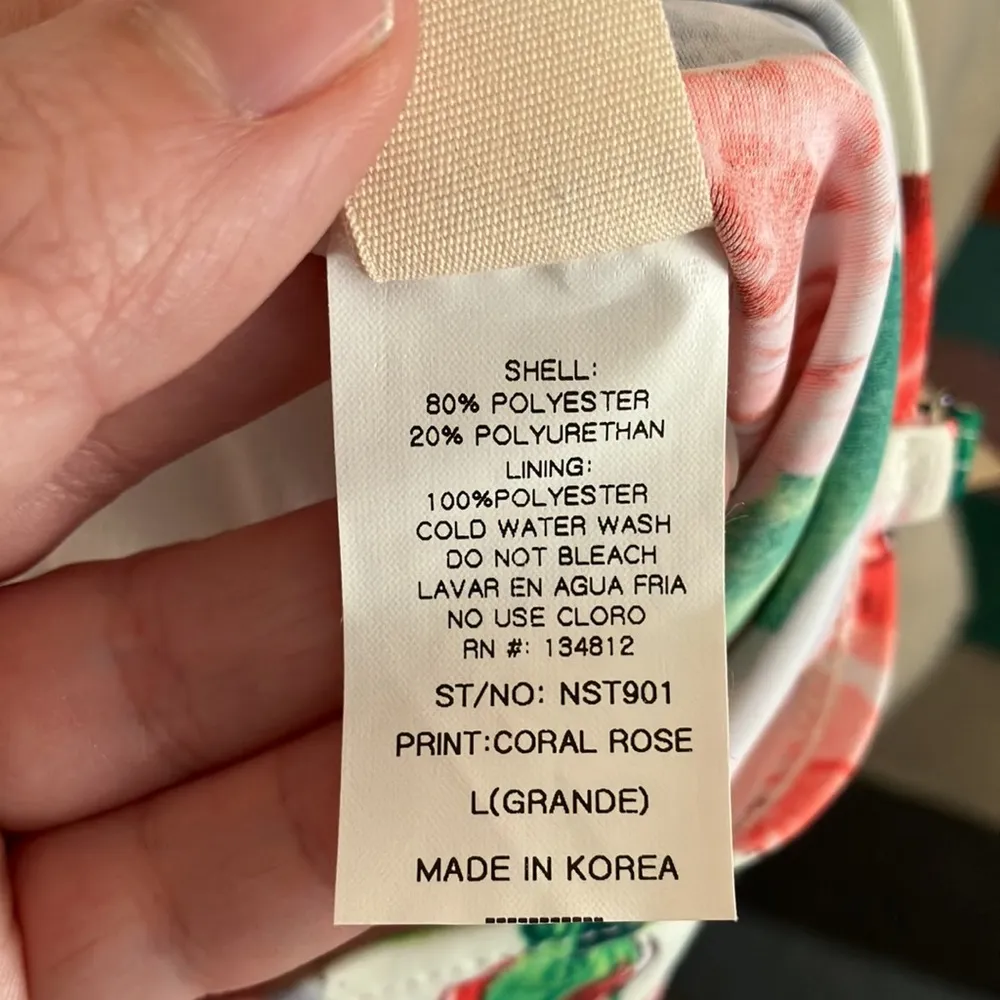 SHELL:
80% POLYESTER
20% POLYURETHAN
LINING:
100%POLYESTER
COLD WATER WASH
DO NOT BLEACH
LAVAR EN AGUA FRIA
NO USE CLORO
RN #: 134812
ST/NO: NST901
PRINT:CORAL ROSE
L(GRANDE)
MADE IN KOREA